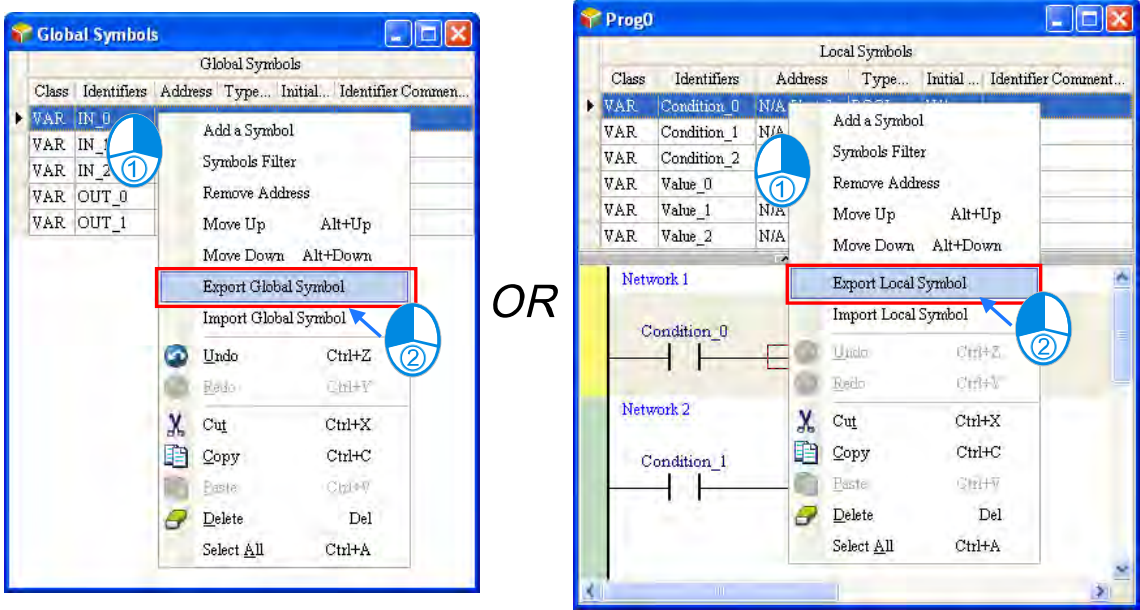 Global Symbols
Global Symbols
Class Identifiers Address Type... Initial... Identifier Commen...
VAR IN_0
VAR IN_1
VAR IN_2
VAR OUT_0
VAR OUT_1
①
Add a Symbol
Symbols Filter
Remove Address
Move Up Alt+Up
Move Down Alt+Down
Export Global Symbol
Import Global Symbol
②
Undo Ctrl+Z
Redo Ctrl+Y
Cut Ctrl+X
Copy Ctrl+C
Paste Ctrl+V
Delete Del
Select All Ctrl+A
OR
Prog0
Local Symbols
Class Identifiers Address Type... Initial ... Identifier Comment...
VAR Condition_0 N/A
VAR Condition_1 N/A
VAR Condition_2
VAR Value_0
VAR Value_1 N/A
VAR Value_2 N/A
①
Network 1
Condition_0
Network 2
Condition_1
Add a Symbol
Symbols Filter
Remove Address
Move Up Alt+Up
Move Down Alt+Down
Export Local Symbol
Import Local Symbol
②
Undo Ctrl+Z
Redo Ctrl+Y
Cut Ctrl+X
Copy Ctrl+C
Paste Ctrl+V
Delete Del
Select All Ctrl+A